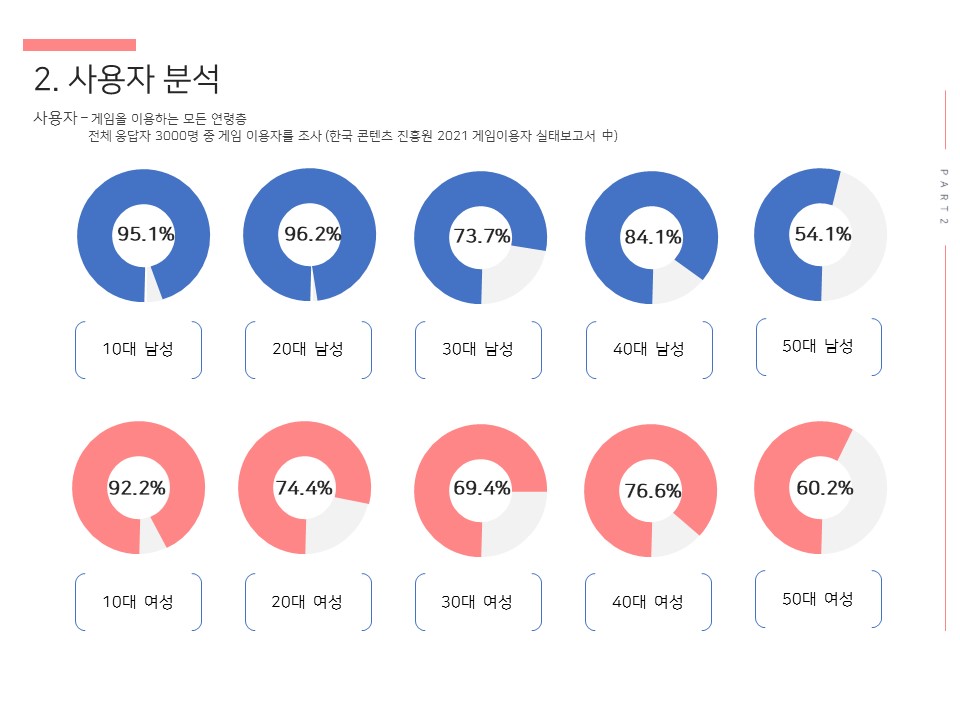 2. 사용자 분석
사용자 – 게임을 이용하는 모든 연령층
전체 응답자 3000명 중 게임 이용자를 조사 (한국 콘텐츠 진흥원 2021 게임이용자 실태보고서 中)
PART2
95.1%
96.2%
73.7%
84.1%
54.1%
10대 남성
20대 남성
30대 남성
40대 남성
50대 남성
92.2%
74.4%
69.4%
76.6%
60.2%
10대 여성
20대 여성
30대 여성
40대 여성
50대 여성